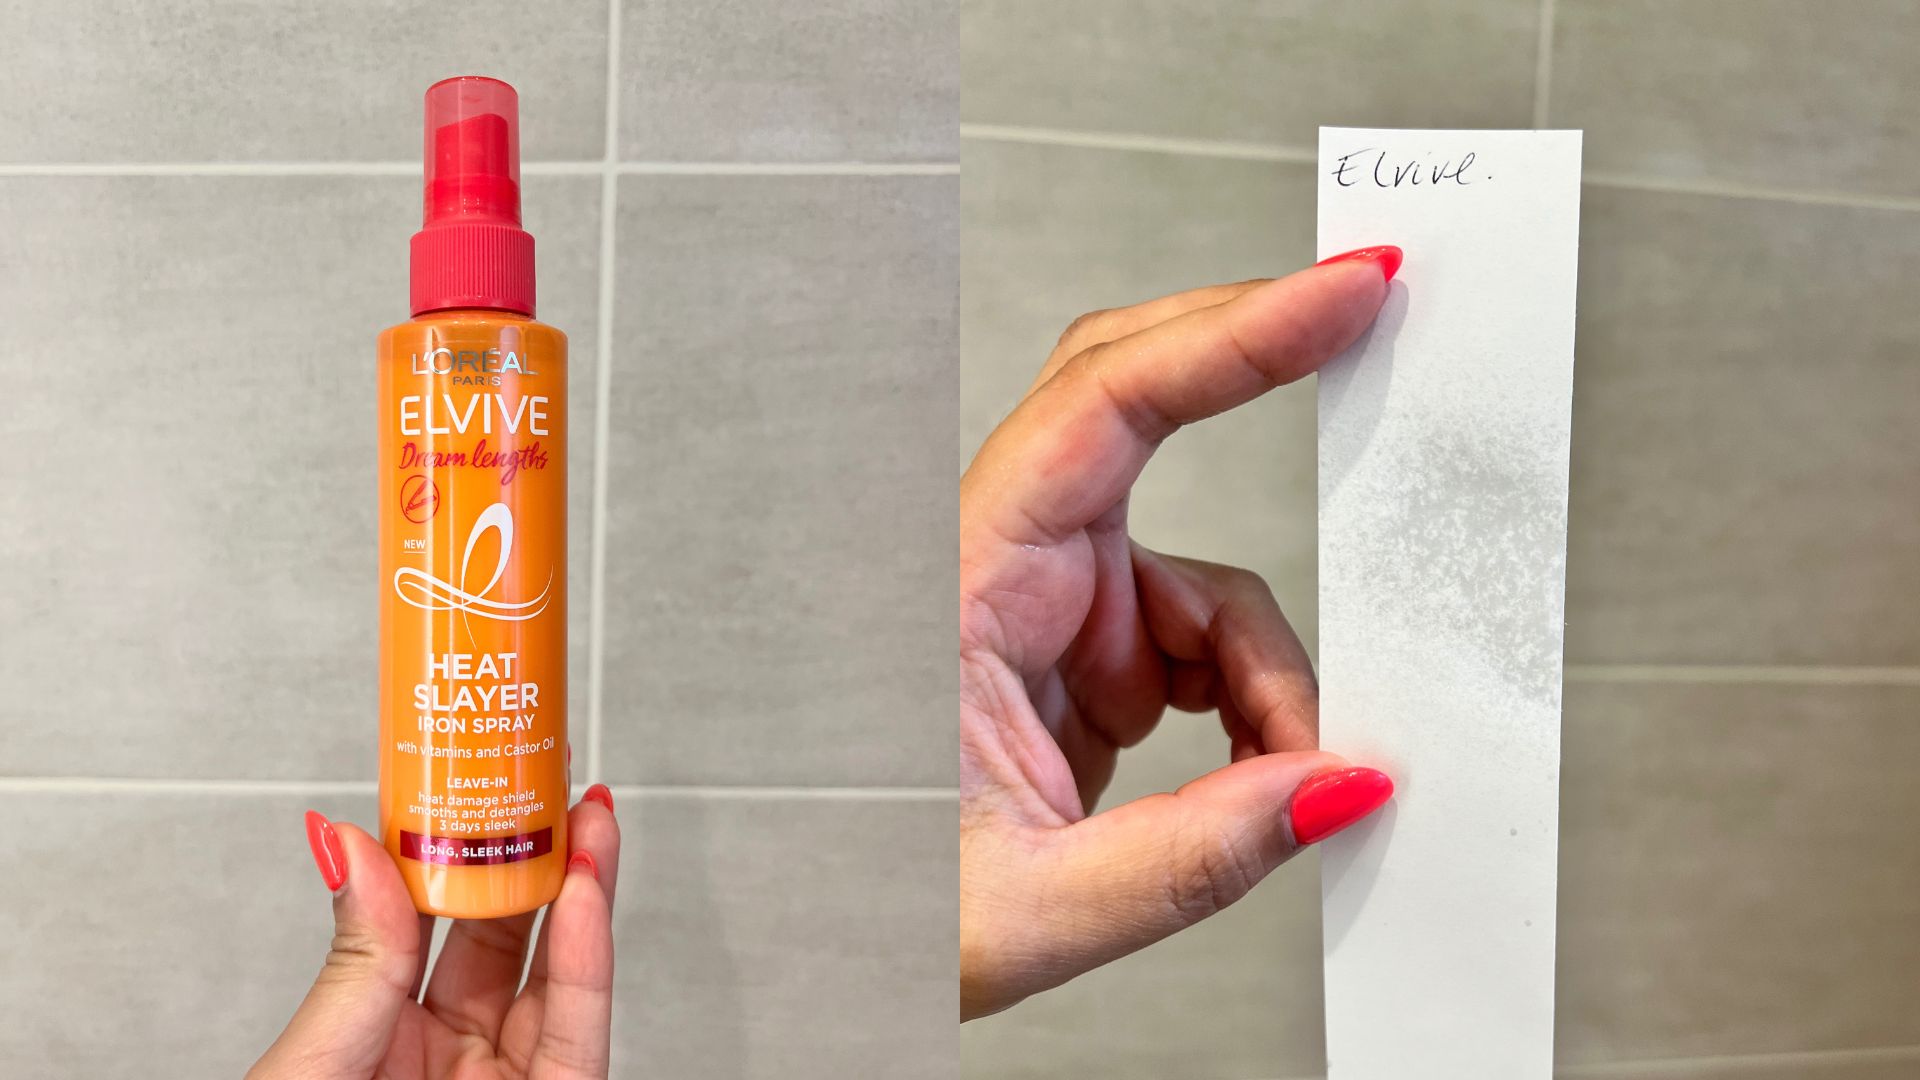 L'ORÉAL
PARIS
ELVIVE
Dream lengths
NEW
HEAT
SLAYER
IRON SPRAY
with vitamins and Castor Oil
LEAVE-IN
heat damage shield
smooths and detangles
3 days sleek
LONG, SLEEK HAIR
Elvive.